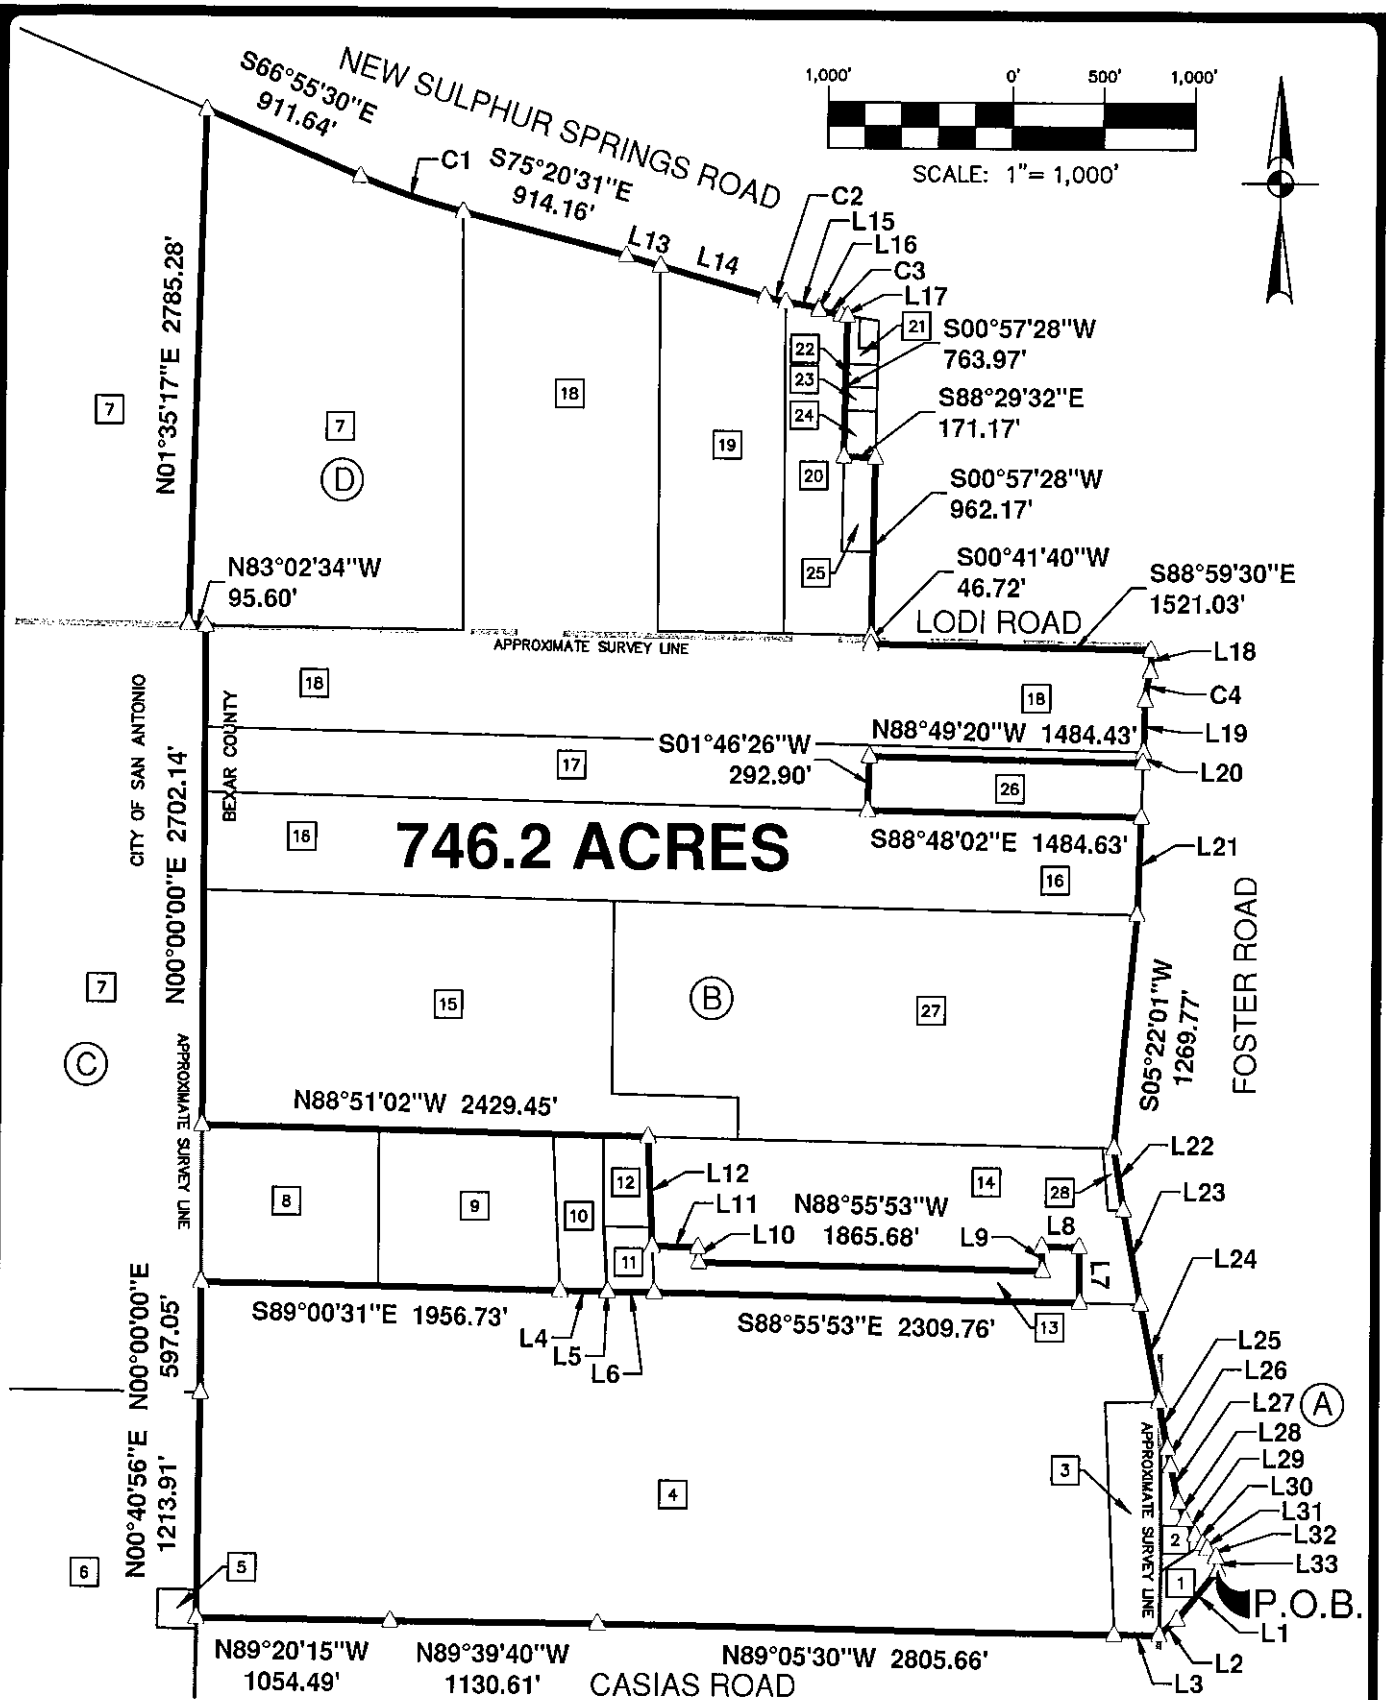 1,000'
0'
500'
1,000'
SCALE: 1"= 1,000'
NEW SULPHUR SPRINGS ROAD
S66°55'30"E
911.64'
C1
S75°20'31"E
914.16'
L13
L14
C2
L15
L16
C3
L17
21
S00°57'28"W
763.97'
22
23
24
S88°29'32"E
171.17'
N01°35'17"E 2785.28'
7
7
D
18
19
20
25
S00°57'28"W
962.17'
S00°41'40"W
46.72'
S88°59'30"E
1521.03'
LODI ROAD
N83°02'34"W
95.60'
APPROXIMATE SURVEY LINE
L18
C4
L19
L20
CITY OF SAN ANTONIO
BEXAR COUNTY
18
18
N88°49'20"W 1484.43'
S01°46'26"W
292.90'
17
26
N00°00'00"E 2702.14'
16
746.2 ACRES
S88°48'02"E 1484.63'
L21
16
FOSTER ROAD
7
C
15
B
27
S05°22'01"W
1269.77'
APPROXIMATE SURVEY LINE
N88°51'02"W 2429.45'
L22
L23
L24
8
9
10
12
11
L12
L11
L10
N88°55'53"W
1865.68'
14
28
L9
L8
L7
S89°00'31"E 1956.73'
L4
L5
L6
S88°55'53"E 2309.76'
13
N00°00'00"E
597.05'
L25
L26
L27
A
L28
L29
L30
L31
L32
L33
N00°40'56"E
1213.91'
4
3
APPROXIMATE SURVEY LINE
2
1
6
5
P.O.B.
L1
L2
L3
N89°20'15"W
1054.49'
N89°39'40"W
1130.61'
N89°05'30"W 2805.66'
CASIAS ROAD